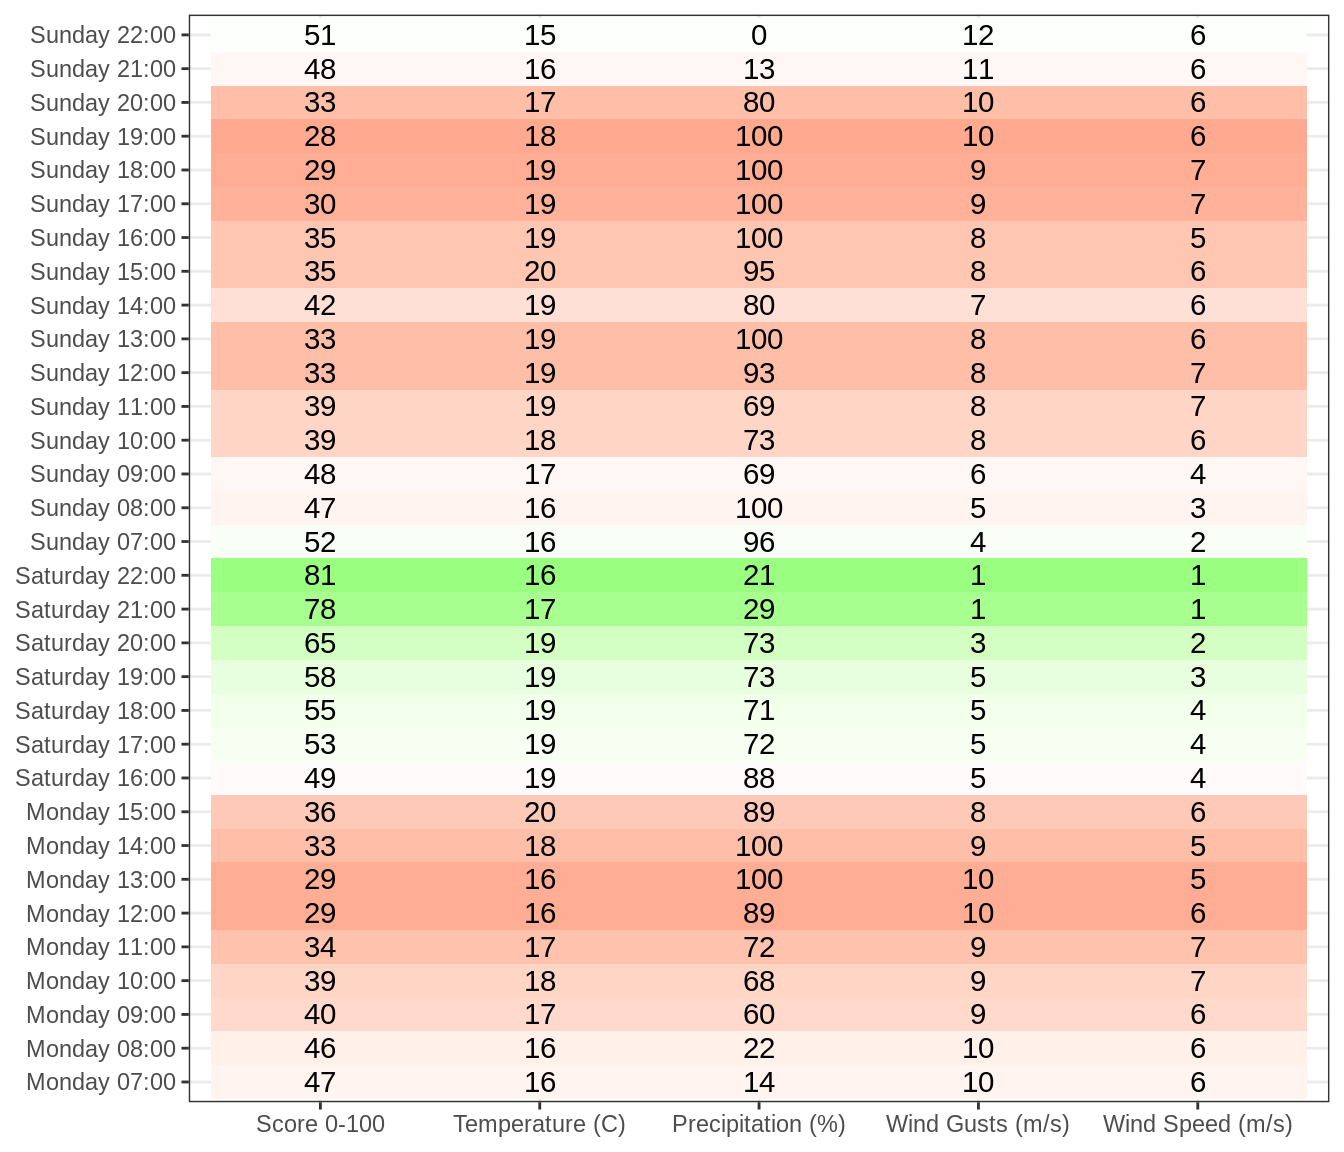 Sunday 22:00 51 15 0 12 6
Sunday 21:00 48 16 13 11 6
Sunday 20:00 33 17 80 10 6
Sunday 19:00 28 18 100 10 6
Sunday 18:00 29 19 100 9 7
Sunday 17:00 30 19 100 9 7
Sunday 16:00 35 19 100 8 5
Sunday 15:00 35 20 95 8 6
Sunday 14:00 42 19 80 7 6
Sunday 13:00 33 19 100 8 6
Sunday 12:00 33 19 93 8 7
Sunday 11:00 39 19 69 8 7
Sunday 10:00 39 18 73 8 6
Sunday 09:00 48 17 69 6 4
Sunday 08:00 47 16 100 5 3
Sunday 07:00 52 16 96 4 2
Saturday 22:00 81 16 21 1 1
Saturday 21:00 78 17 29 1 1
Saturday 20:00 65 19 73 3 2
Saturday 19:00 58 19 73 5 3
Saturday 18:00 55 19 71 5 4
Saturday 17:00 53 19 72 5 4
Saturday 16:00 49 19 88 5 4
Monday 15:00 36 20 89 8 6
Monday 14:00 33 18 100 9 5
Monday 13:00 29 16 100 10 5
Monday 12:00 29 16 89 10 6
Monday 11:00 34 17 72 9 7
Monday 10:00 39 18 68 9 7
Monday 09:00 40 17 60 9 6
Monday 08:00 46 16 22 10 6
Monday 07:00 47 16 14 10 6
Score 0-100 Temperature (C) Precipitation (%) Wind Gusts (m/s) Wind Speed (m/s)